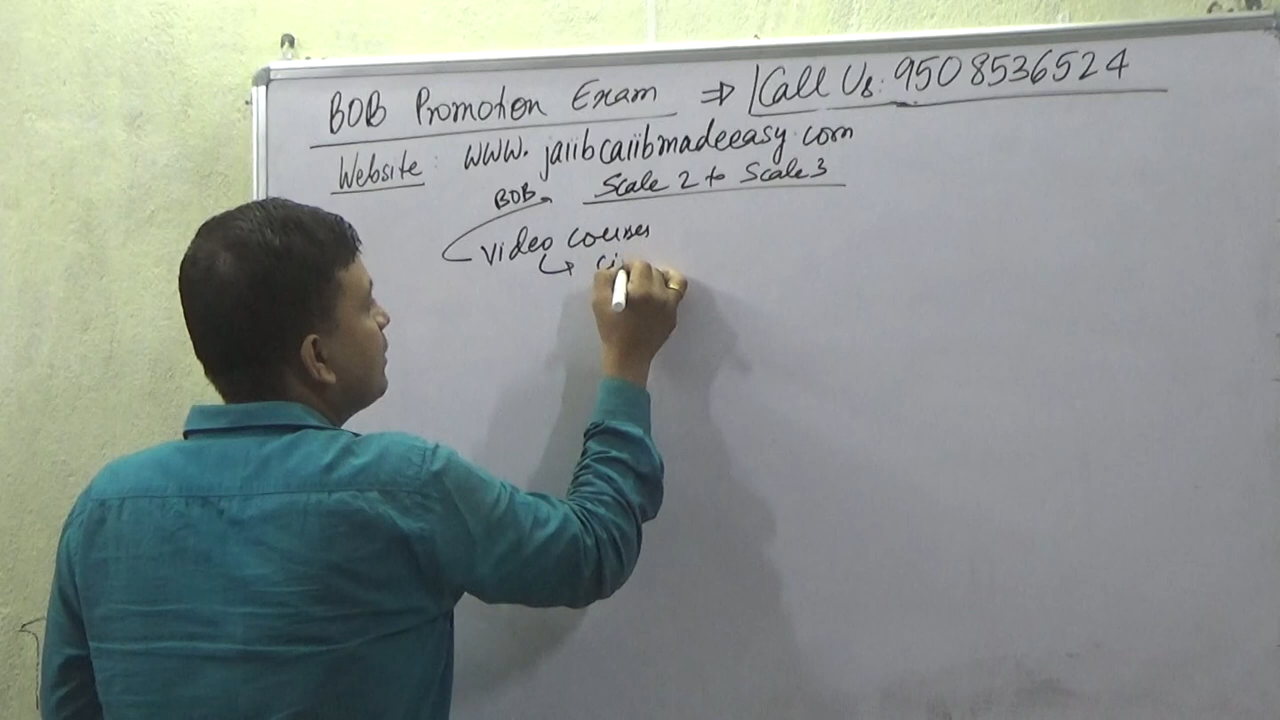 BOB Promotion Exam ⇒ Call Us: 9508536524
Website: www.jaiibcaiibmadeeasy.com
BOB Scale 2 to Scale 3
Video courses